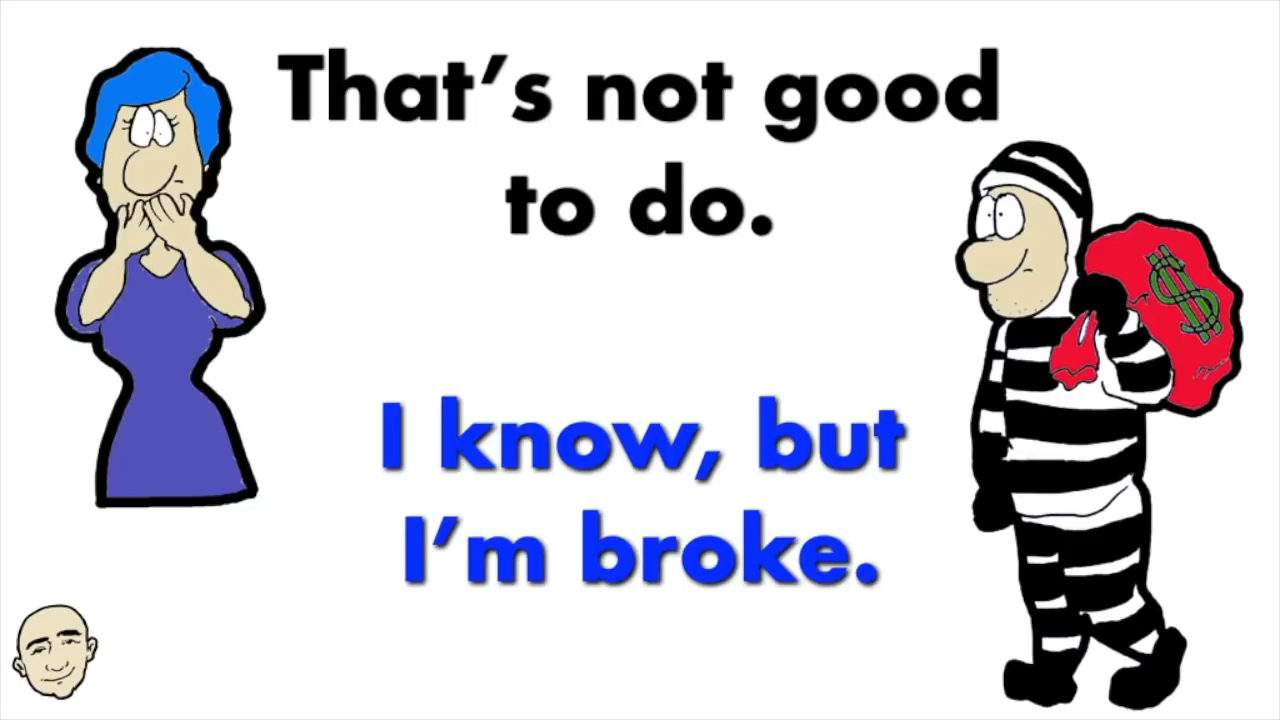 That's not good
to do.
$
I know, but
I'm broke.